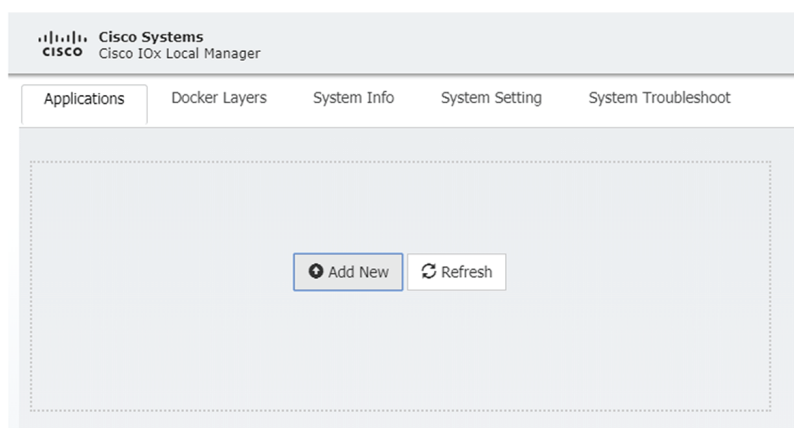 CISCO Cisco Systems
Cisco IOx Local Manager
Applications Docker Layers System Info System Setting System Troubleshoot
Add New Refresh